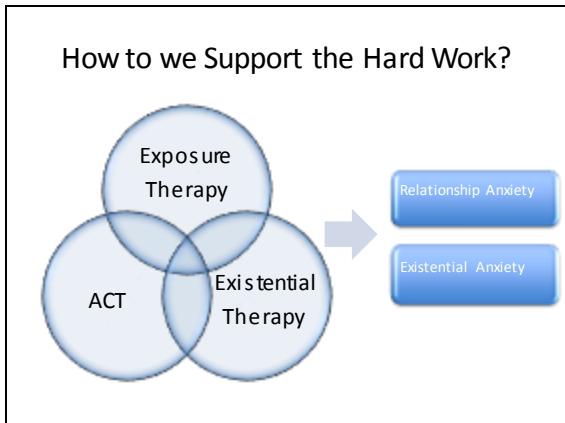 How to we Support the Hard Work?
Exposure
Therapy
ACT
Existential
Therapy
Relationship Anxiety
Existential Anxiety